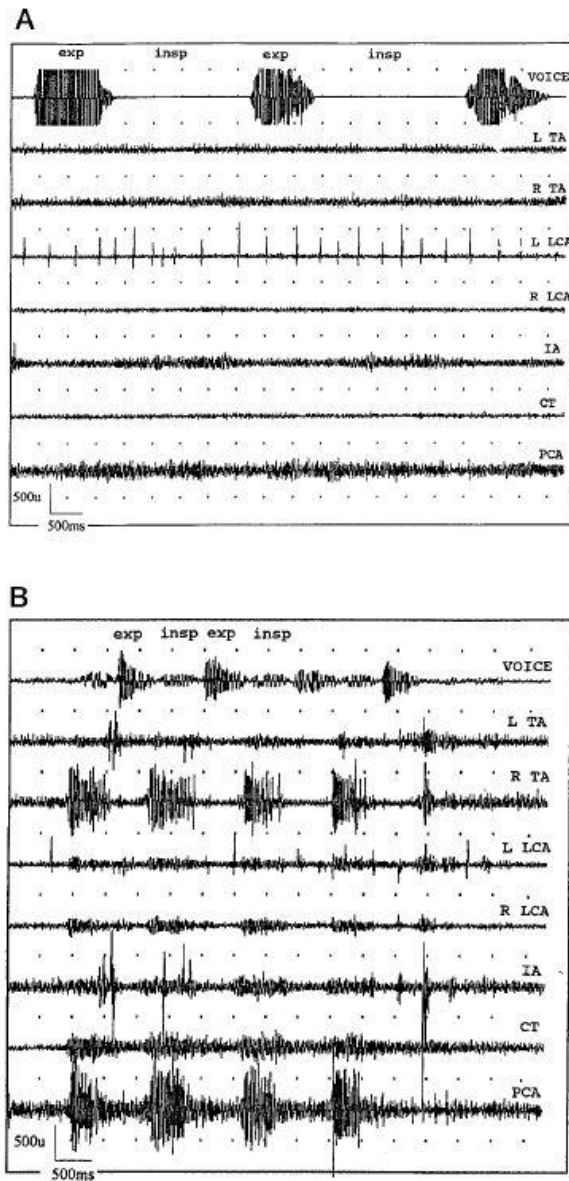 A
exp insp exp insp
VOICE
L TA
R TA
L LCA
R LCA
IA
CT
PCA
500u
500ms
B
exp insp exp insp
VOICE
L TA
R TA
L LCA
R LCA
IA
CT
PCA
500u
500ms